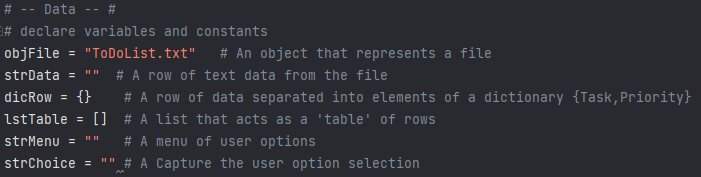 # -- Data -- #
# declare variables and constants
objFile = "ToDoList.txt"   # An object that represents a file
strData = ""  # A row of text data from the file
dicRow = {}    # A row of data separated into elements of a dictionary {Task,Priority}
lstTable = []  # A list that acts as a 'table' of rows
strMenu = ""   # A menu of user options
strChoice = "" # A Capture the user option selection